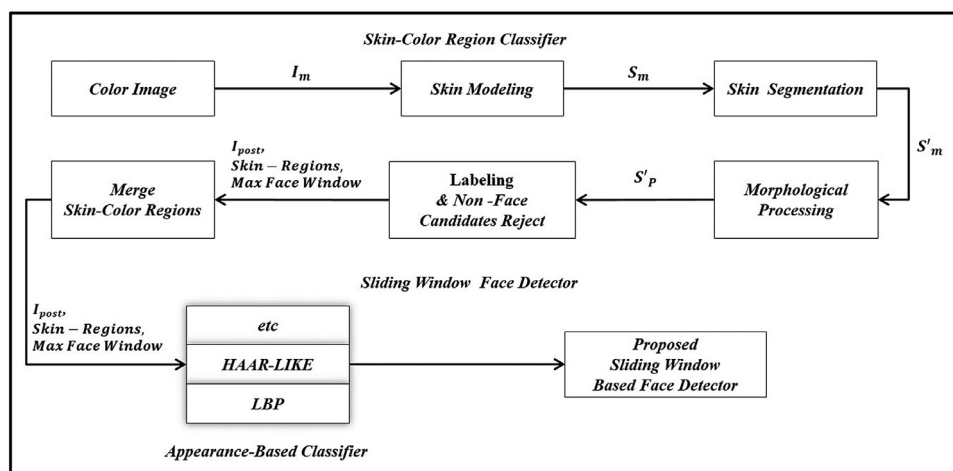 Skin-Color Region Classifier
Color Image
I_m
Skin Modeling
S_m
Skin Segmentation
S'_m
Morphological
Processing
S'_P
Labeling
& Non -Face
Candidates Reject
I_post,
Skin − Regions,
Max Face Window
Merge
Skin-Color Regions
Sliding Window Face Detector
I_post,
Skin − Regions,
Max Face Window
etc
HAAR-LIKE
LBP
Proposed
Sliding Window
Based Face Detector
Appearance-Based Classifier